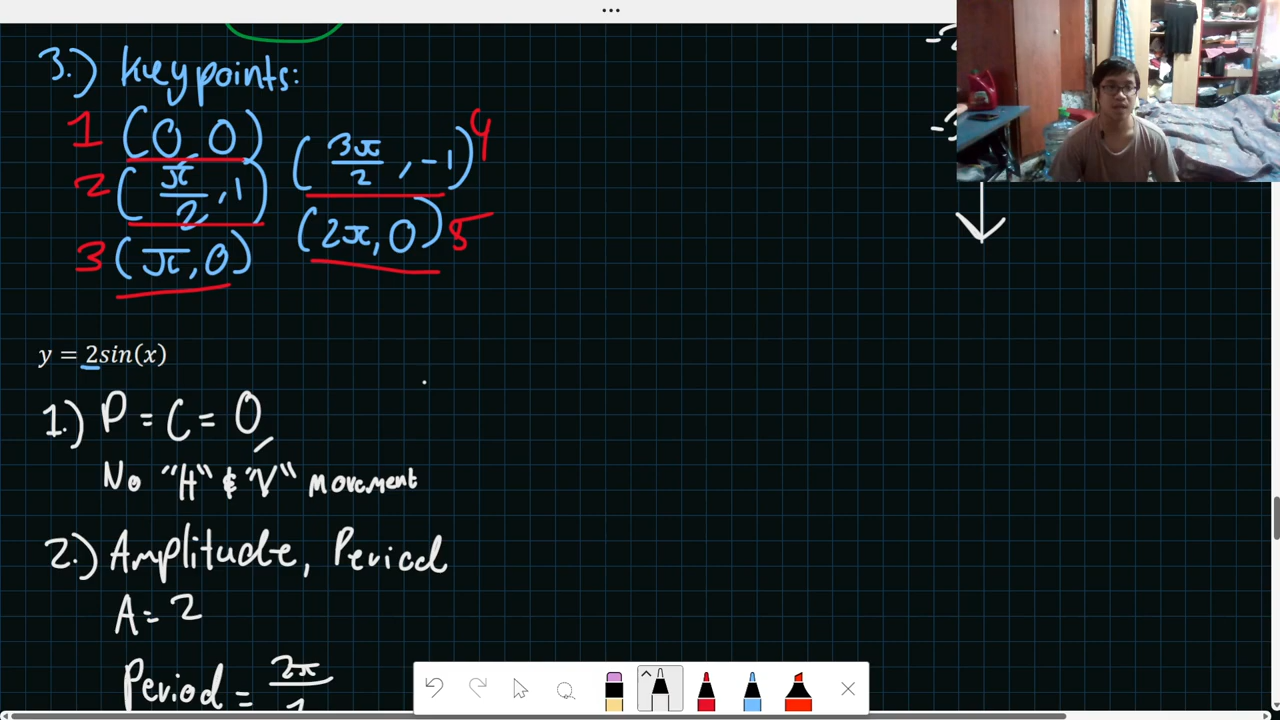 3.) Key points:
1 (0, 0)
2 (π/2, 1)
3 (π, 0)
(3π/2, -1) 4
(2π, 0) 5
y = 2sin(x)
1.) P = C = 0
No "H" & "V" movement
2.) Amplitude, Period
A = 2
Period = 2π/1